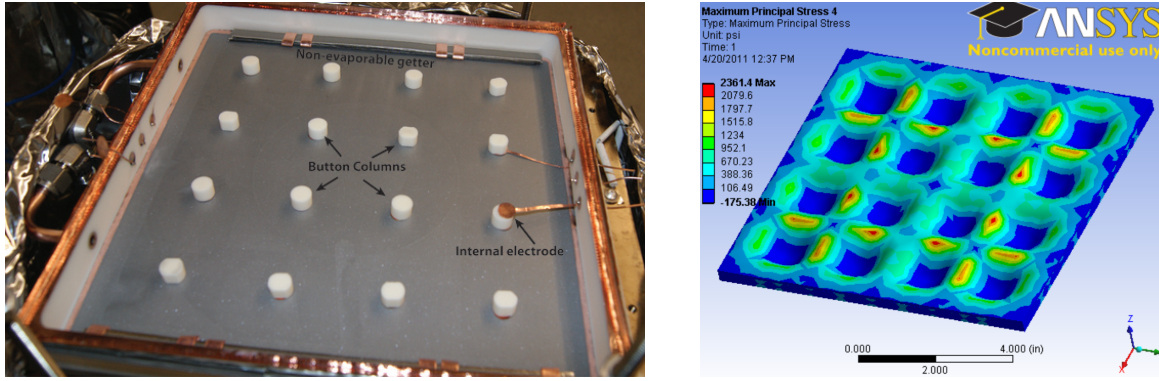 Non-evaporable getter
Button Columns
Internal electrode
Maximum Principal Stress 4
Type: Maximum Principal Stress
Unit: psi
Time: 1
4/20/2011 12:37 PM
ANSYS
Noncommercial use only
2361.4 Max
2079.6
1797.7
1515.8
1234
952.1
670.23
388.36
106.49
-175.38 Min
0.000
4.000 (in)
2.000
Z
X